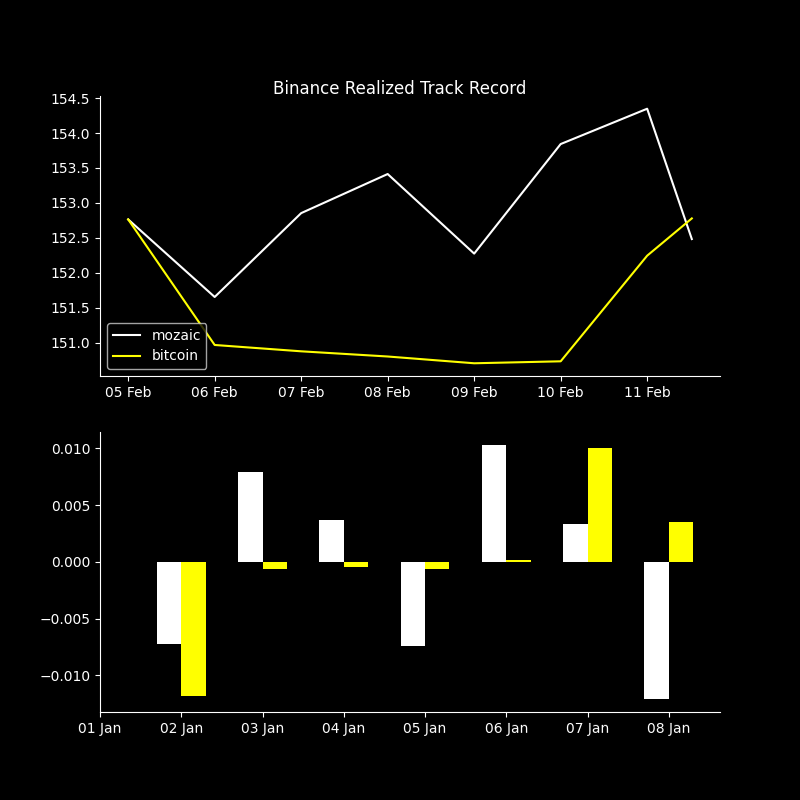 Binance Realized Track Record
154.5
154.0
153.5
153.0
152.5
152.0
151.5
151.0
mozaic
bitcoin
05 Feb 06 Feb 07 Feb 08 Feb 09 Feb 10 Feb 11 Feb
0.010
0.005
0.000
−0.005
−0.010
01 Jan 02 Jan 03 Jan 04 Jan 05 Jan 06 Jan 07 Jan 08 Jan